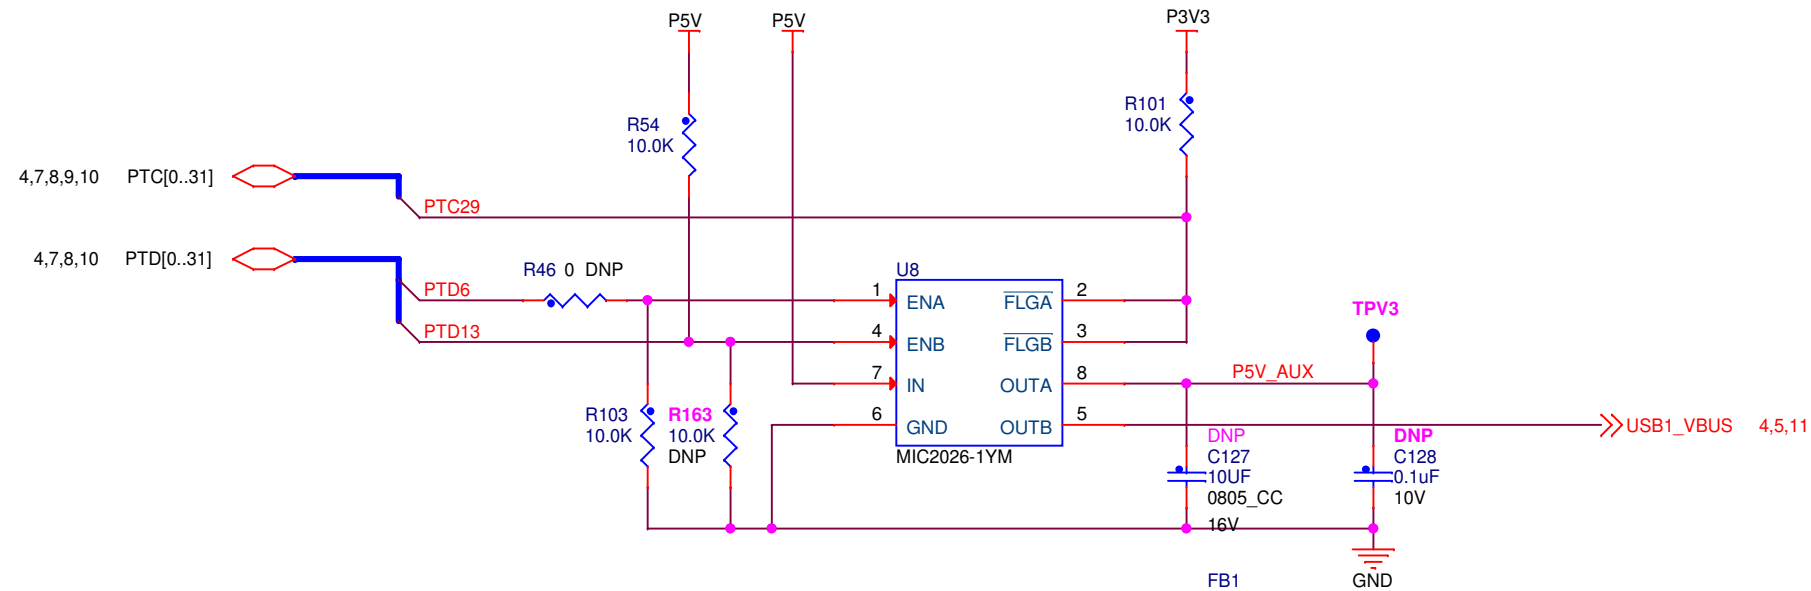 P5V
P5V
P3V3
R54
10.0K
R101
10.0K
4,7,8,9,10 PTC[0..31]
PTC29
4,7,8,10 PTD[0..31]
R46 0 DNP
U8
PTD6
1 ENA FLGA 2
TPV3
PTD13
4 ENB FLGB 3
7 IN OUTA 8
P5V_AUX
6 GND OUTB 5
USB1_VBUS 4,5,11
MIC2026-1YM
R103
10.0K
R163
10.0K
DNP
DNP
C127
10UF
0805_CC
16V
DNP
C128
0.1uF
10V
FB1
GND